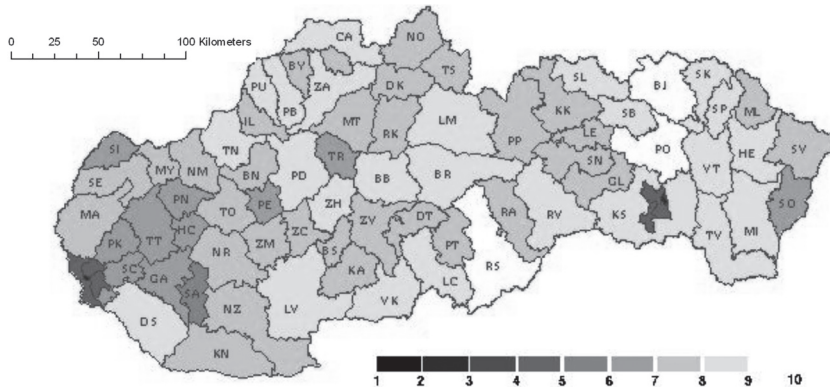 0 50 100 Kilometers
CA NO
BY TS SL BJ SK
PU ZA DK SP ML
PB KK SB
IL MT RK LM PP LE
SI TN PO HE SV
MY NM TR SN VT
SE BN PD BB BR GL
PN PE SO
MA TO ZH RA RV KS
HC ZV DT MI
PK TT ZC TV
NR ZM BS PT
SC GA KA RS
SA LC
DS NZ LV VK
KN
1 2 3 4 5 6 7 8 9 10